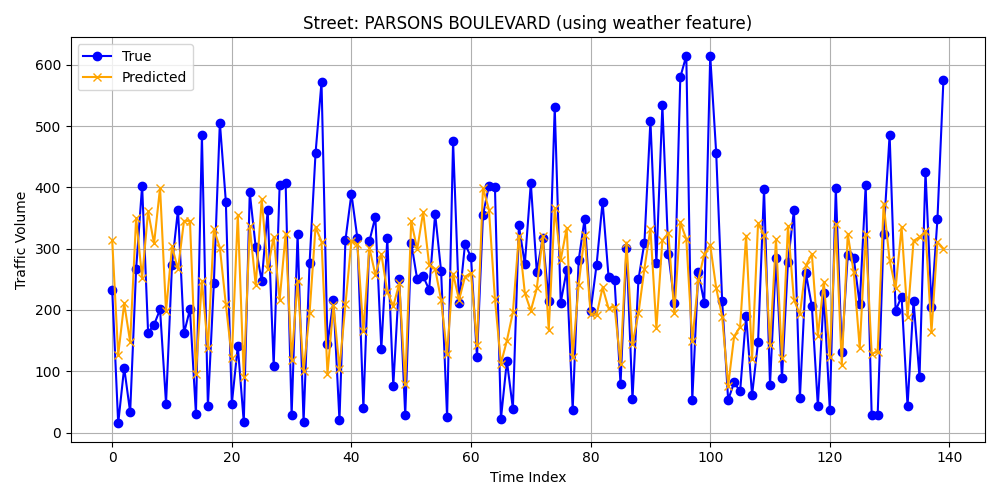 Street: PARSONS BOULEVARD (using weather feature)
True
Predicted
Traffic Volume
600
500
400
300
200
100
0
0 20 40 60 80 100 120 140
Time Index